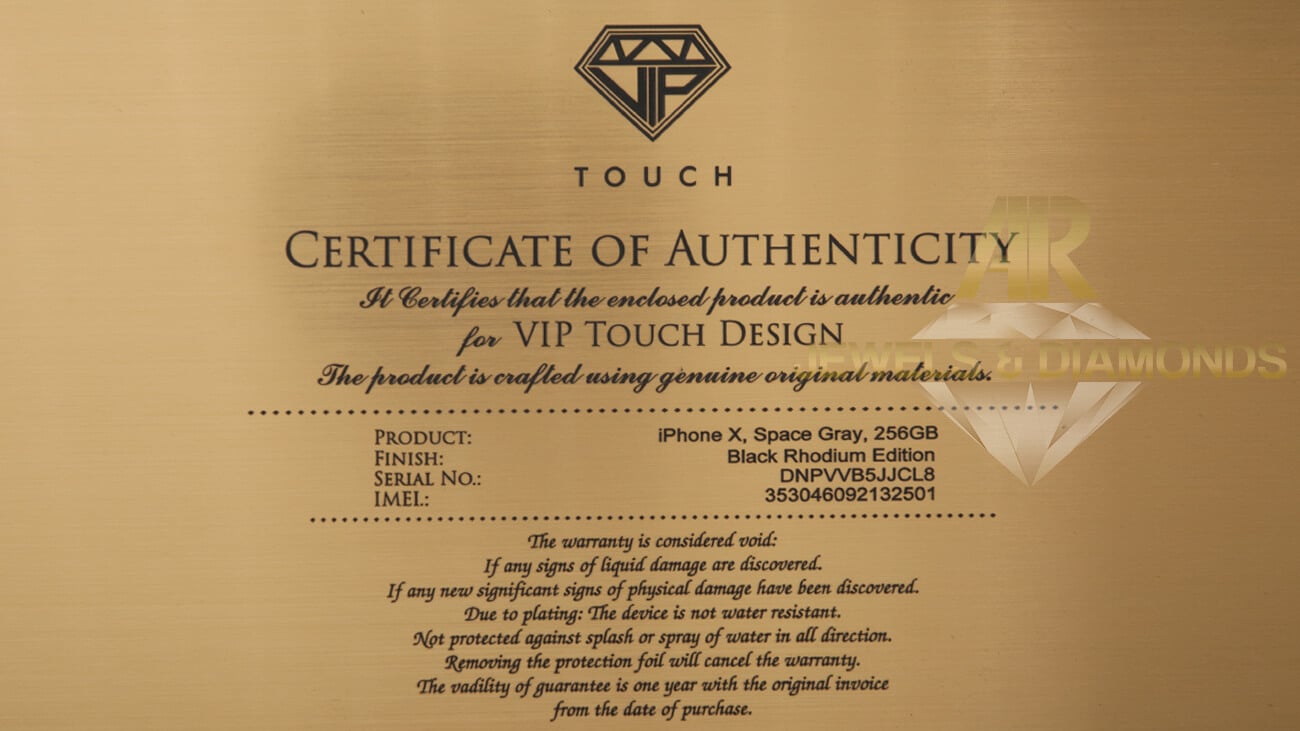 VIP
TOUCH
CERTIFICATE OF AUTHENTICITY
It Certifies that the enclosed product is authentic
for VIP TOUCH DESIGN
The product is crafted using genuine original materials.
AR
JEWELS & DIAMONDS
PRODUCT: iPhone X, Space Gray, 256GB
FINISH: Black Rhodium Edition
SERIAL NO.: DNPVVB5JJCL8
IMEI.: 353046092132501
The warranty is considered void:
If any signs of liquid damage are discovered.
If any new significant signs of physical damage have been discovered.
Due to plating: The device is not water resistant.
Not protected against splash or spray of water in all direction.
Removing the protection foil will cancel the warranty.
The vadility of guarantee is one year with the original invoice
from the date of purchase.